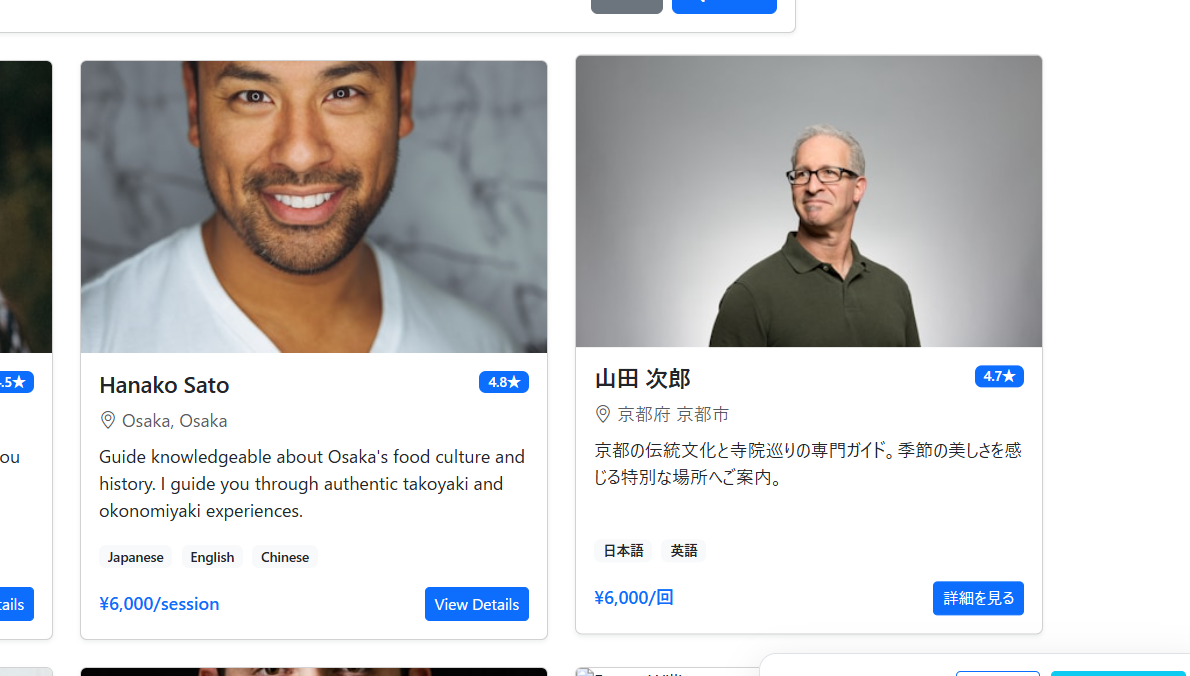 4.5★
ou
ails
Hanako Sato
4.8★
Osaka, Osaka
Guide knowledgeable about Osaka's food culture and
history. I guide you through authentic takoyaki and
okonomiyaki experiences.
Japanese English Chinese
¥6,000/session
View Details
山田 次郎
4.7★
京都府 京都市
京都の伝統文化と寺院巡りの専門ガイド。季節の美しさを感
じる特別な場所へご案内。
日本語 英語
¥6,000/回
詳細を見る